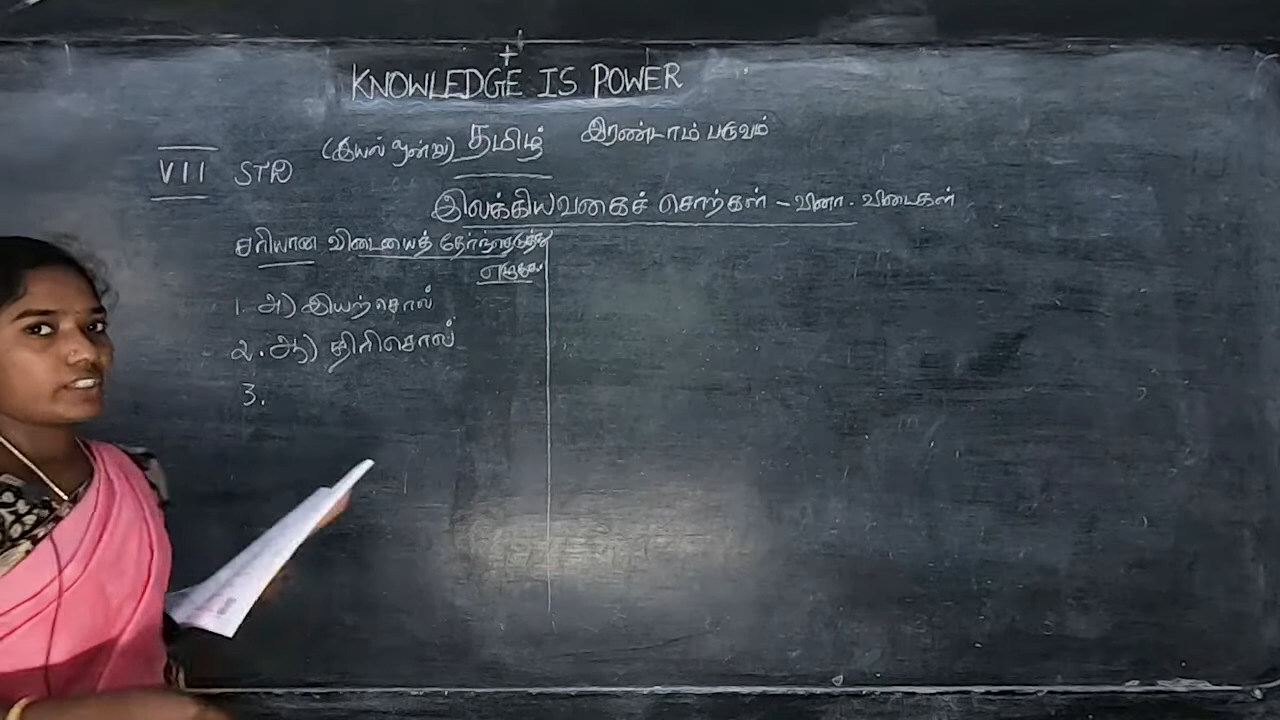 KNOWLEDGE IS POWER
(இயல் ஒன்று) தமிழ் இரண்டாம் பருவம்
VII STD
இலக்கியவகைச் சொற்கள் - வினா. விடைகள்
சரியான விடையைத் தேர்ந்தெடுத்து
எழுதுக.
1. அ) இயற்சொல்
2. ஆ) திரிசொல்
3.